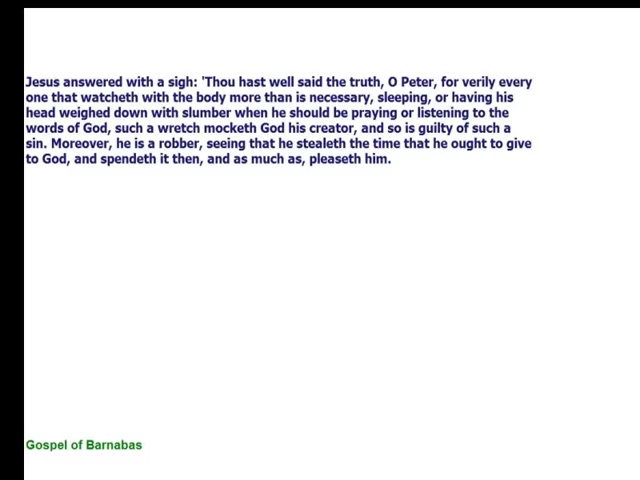 Jesus answered with a sigh: 'Thou hast well said the truth, O Peter, for verily every
one that watcheth with the body more than is necessary, sleeping, or having his
head weighed down with slumber when he should be praying or listening to the
words of God, such a wretch mocketh God his creator, and so is guilty of such a
sin. Moreover, he is a robber, seeing that he stealeth the time that he ought to give
to God, and spendeth it then, and as much as, pleaseth him.
Gospel of Barnabas